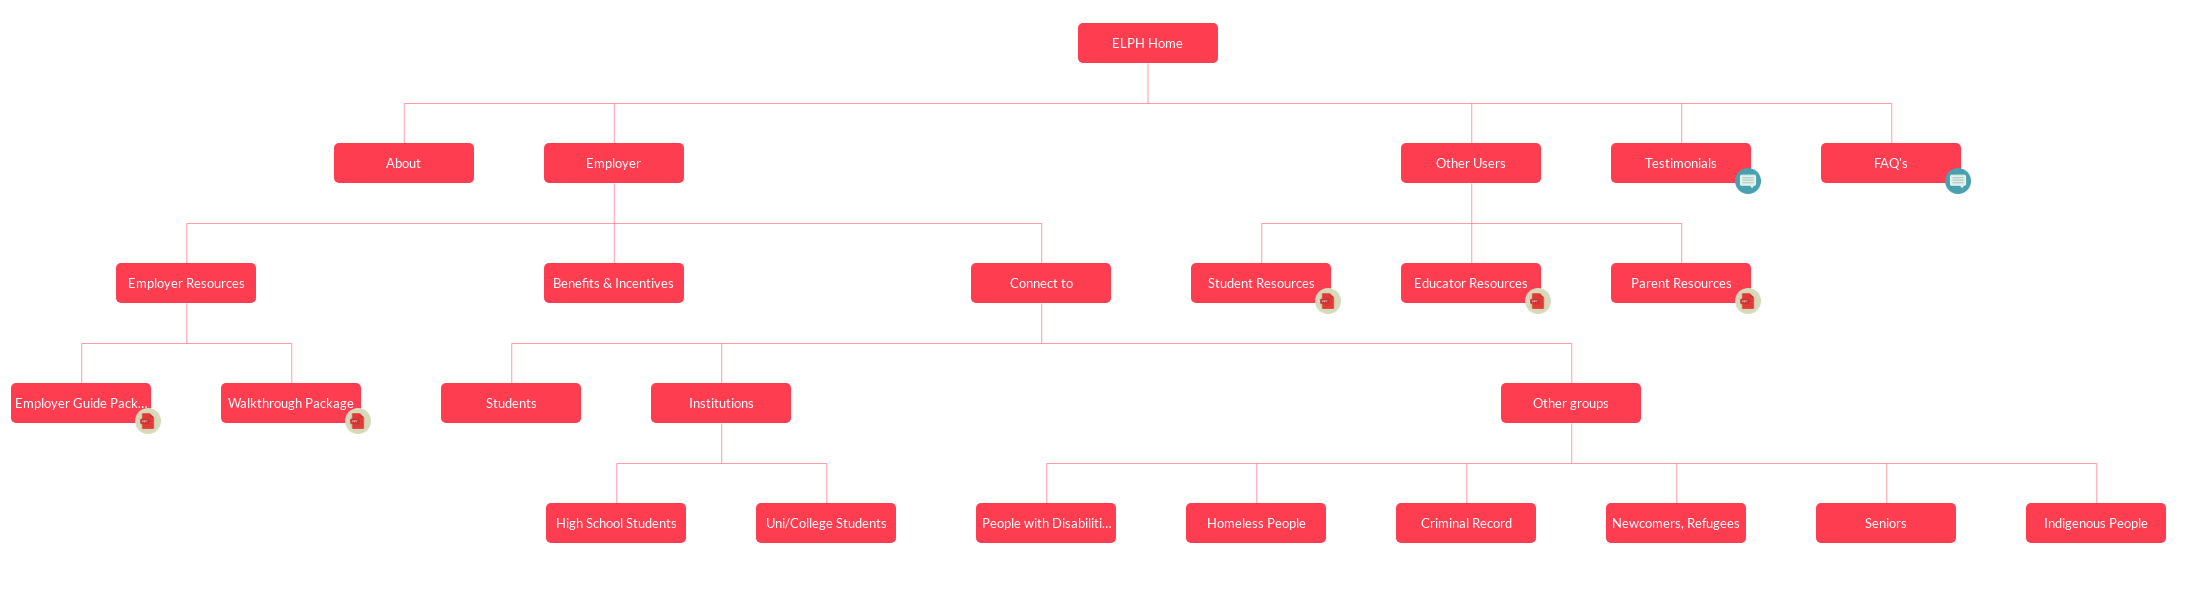 ELPH Home
About
Employer
Other Users
Testimonials
FAQ's
Employer Resources
Benefits & Incentives
Connect to
Student Resources
Educator Resources
Parent Resources
Employer Guide Pack...
Walkthrough Package
Students
Institutions
Other groups
High School Students
Uni/College Students
People with Disabiliti...
Homeless People
Criminal Record
Newcomers, Refugees
Seniors
Indigenous People